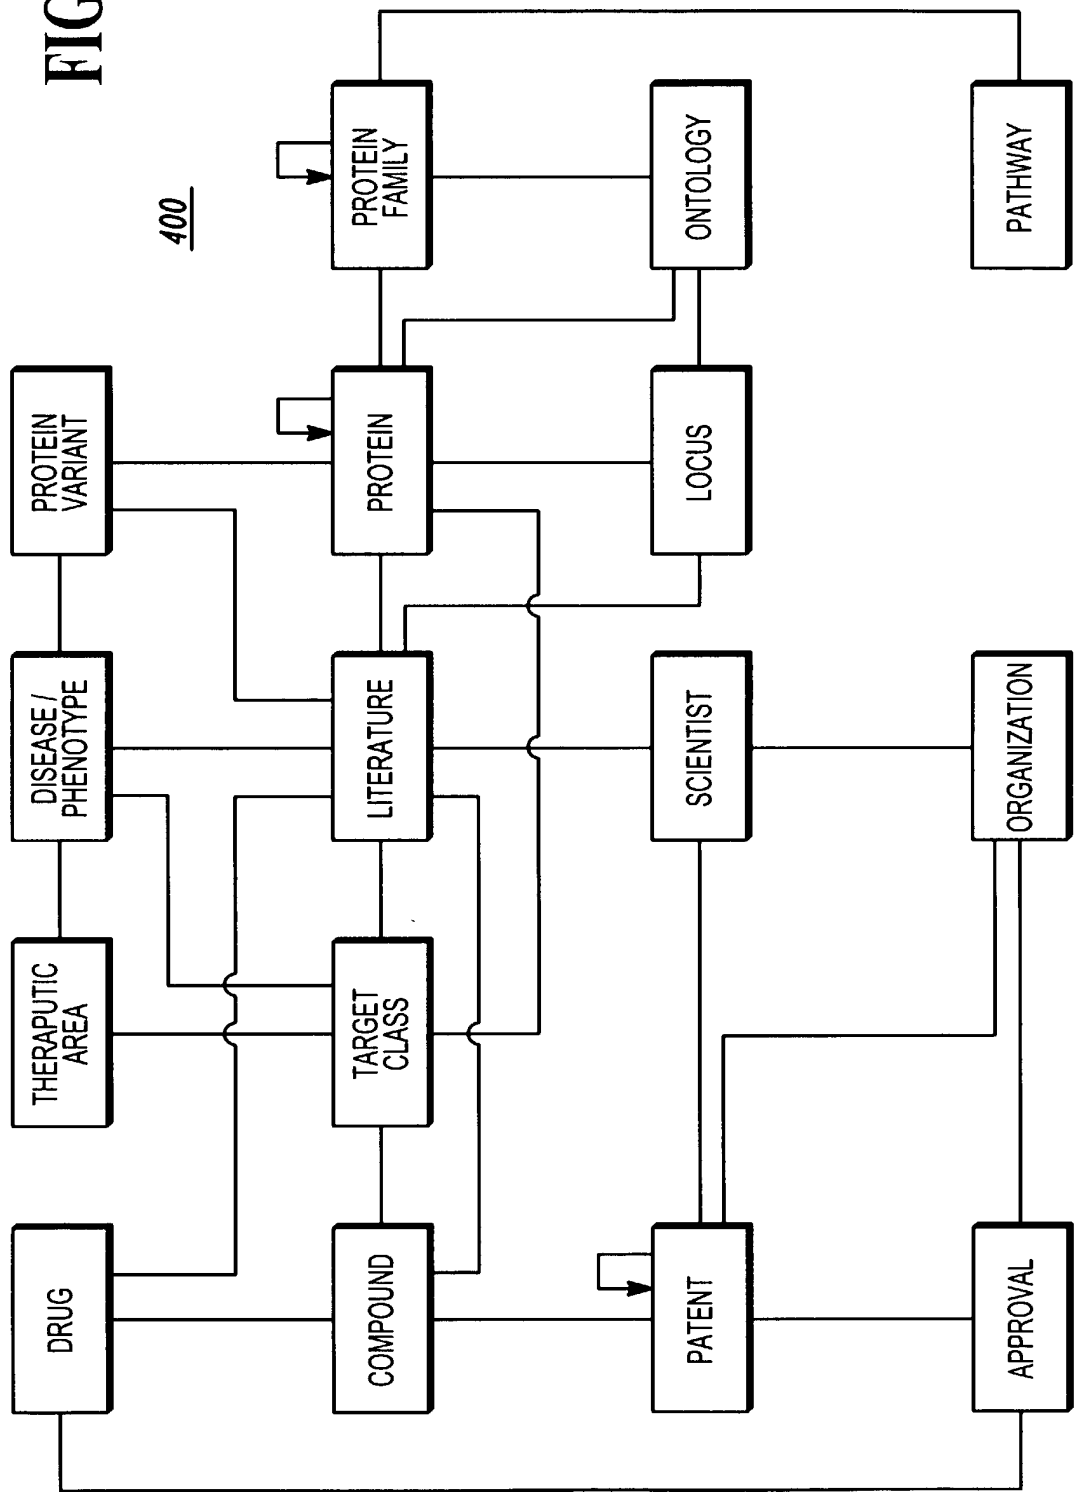 FIG
DRUG
THERAPUTIC
AREA
DISEASE /
PHENOTYPE
PROTEIN
VARIANT
400
COMPOUND
TARGET
CLASS
LITERATURE
PROTEIN
PROTEIN
FAMILY
PATENT
SCIENTIST
LOCUS
ONTOLOGY
APPROVAL
ORGANIZATION
PATHWAY